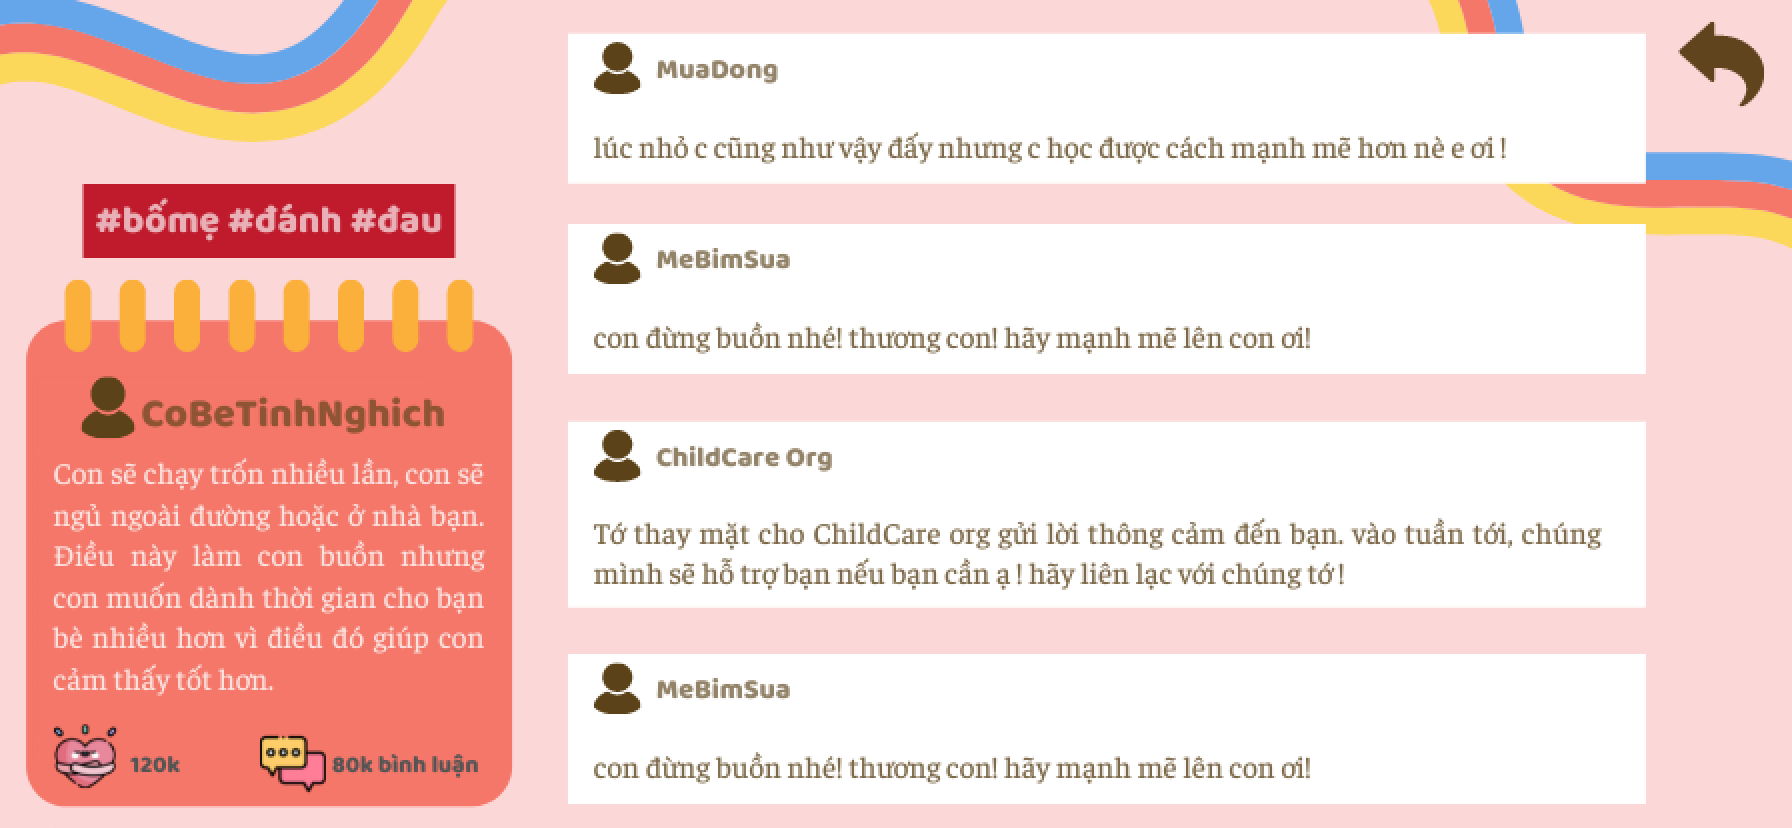 #bốmẹ #đánh #đau
CoBeTinhNghich
Con sẽ chạy trốn nhiều lần, con sẽ
ngủ ngoài đường hoặc ở nhà bạn.
Điều này làm con buồn nhưng
con muốn dành thời gian cho bạn
bè nhiều hơn vì điều đó giúp con
cảm thấy tốt hơn.
120k
80k bình luận
MuaDong
lúc nhỏ c cũng như vậy đấy nhưng c học được cách mạnh mẽ hơn nè e ơi !
MeBimSua
con đừng buồn nhé! thương con! hãy mạnh mẽ lên con ơi!
ChildCare Org
Tớ thay mặt cho ChildCare org gửi lời thông cảm đến bạn. vào tuần tới, chúng
mình sẽ hỗ trợ bạn nếu bạn cần ạ ! hãy liên lạc với chúng tớ !
MeBimSua
con đừng buồn nhé! thương con! hãy mạnh mẽ lên con ơi!